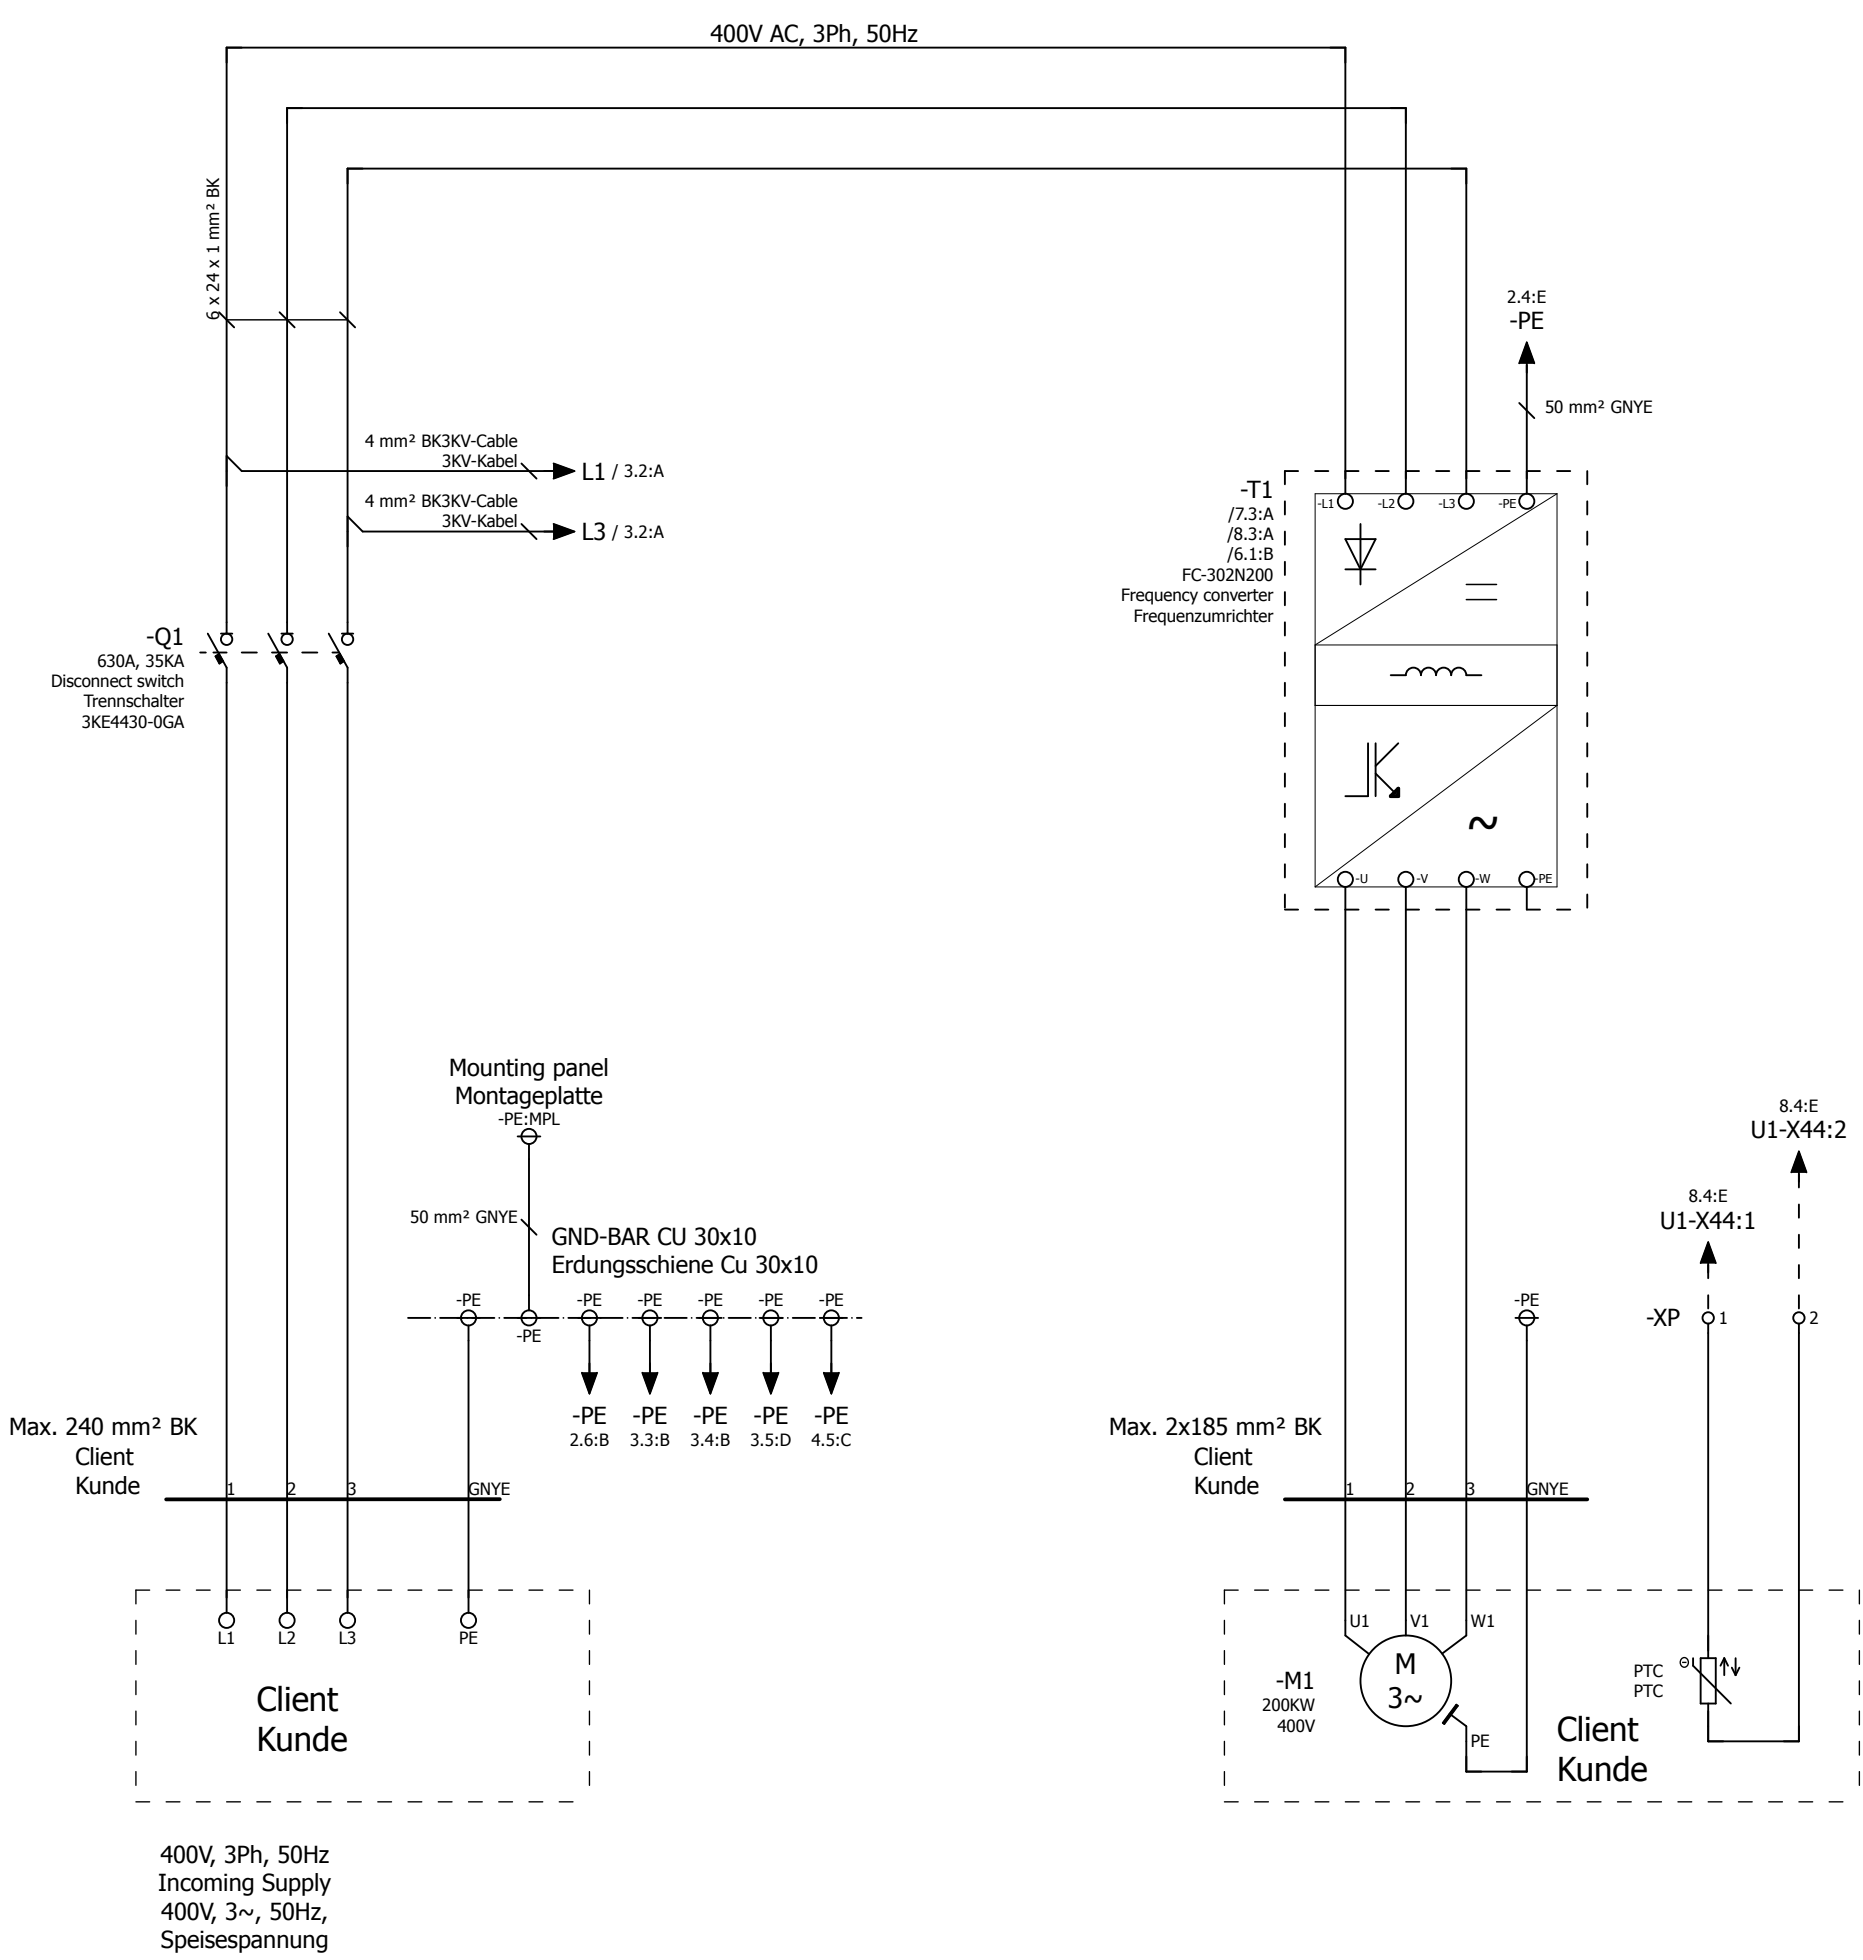 400V AC, 3Ph, 50Hz
6 x 24 x 1 mm² BK
2.4:E
-PE
50 mm² GNYE
4 mm² BK3KV-Cable
3KV-Kabel
L1 / 3.2:A
4 mm² BK3KV-Cable
3KV-Kabel
L3 / 3.2:A
-T1
/7.3:A
/8.3:A
/6.1:B
FC-302N200
Frequency converter
Frequenzumrichter
-L1
-L2
-L3
-PE
-Q1
630A, 35KA
Disconnect switch
Trennschalter
3KE4430-0GA
~
-U
-V
-W
-PE
Mounting panel
Montageplatte
-PE:MPL
50 mm² GNYE
GND-BAR CU 30x10
Erdungsschiene Cu 30x10
-PE
-PE
-PE
-PE
-PE
-PE
-PE
-PE
2.6:B
-PE
3.3:B
-PE
3.4:B
-PE
3.5:D
-PE
4.5:C
8.4:E
U1-X44:2
8.4:E
U1-X44:1
-PE
-XP
1
2
Max. 240 mm² BK
Client
Kunde
1
2
3
GNYE
Max. 2x185 mm² BK
Client
Kunde
1
2
3
GNYE
L1
L2
L3
PE
Client
Kunde
U1
V1
W1
M
3~
-M1
200KW
400V
PE
PTC
PTC
Θ
Client
Kunde
400V, 3Ph, 50Hz
Incoming Supply
400V, 3~, 50Hz,
Speisespannung